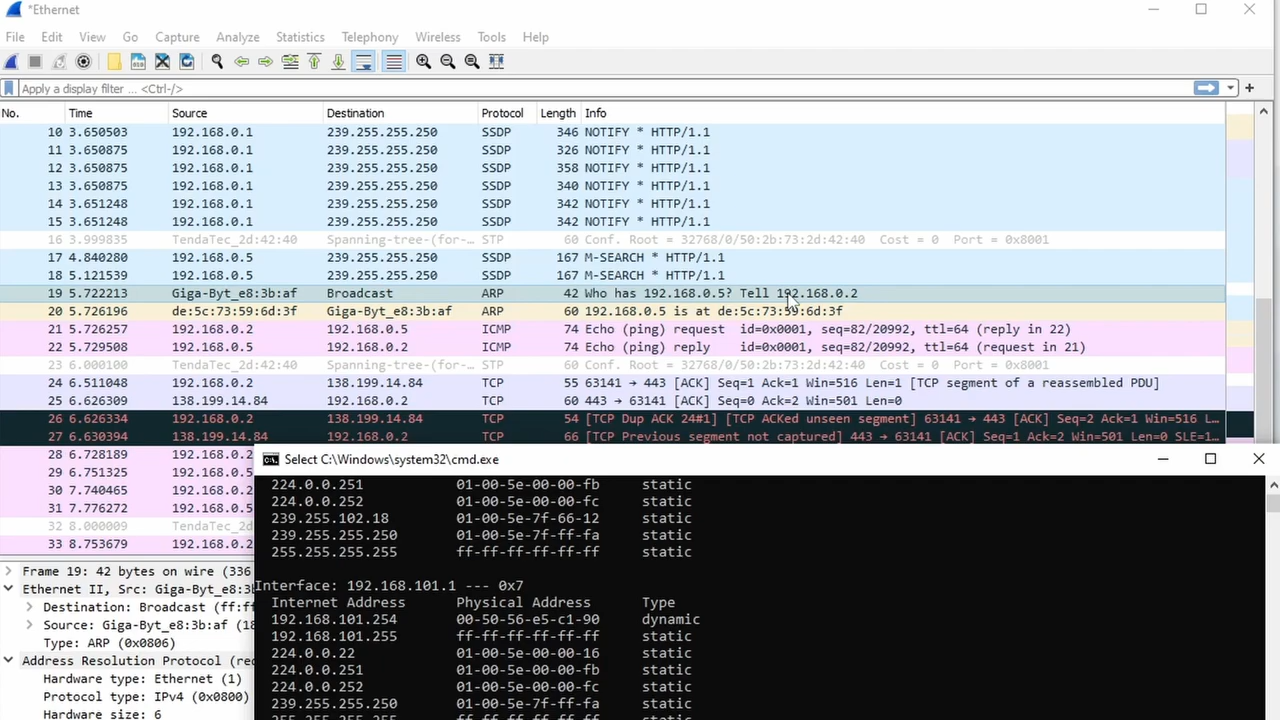 *Ethernet
File Edit View Go Capture Analyze Statistics Telephony Wireless Tools Help
Apply a display filter ... <Ctrl-/>
No. Time Source Destination Protocol Length Info
10 3.650503 192.168.0.1 239.255.255.250 SSDP 346 NOTIFY * HTTP/1.1
11 3.650875 192.168.0.1 239.255.255.250 SSDP 326 NOTIFY * HTTP/1.1
12 3.650875 192.168.0.1 239.255.255.250 SSDP 358 NOTIFY * HTTP/1.1
13 3.650875 192.168.0.1 239.255.255.250 SSDP 340 NOTIFY * HTTP/1.1
14 3.651248 192.168.0.1 239.255.255.250 SSDP 342 NOTIFY * HTTP/1.1
15 3.651248 192.168.0.1 239.255.255.250 SSDP 342 NOTIFY * HTTP/1.1
16 3.999835 TendaTec_2d:42:40 Spanning-tree-(for-… STP 60 Conf. Root = 32768/0/50:2b:73:2d:42:40 Cost = 0 Port = 0x8001
17 4.840280 192.168.0.5 239.255.255.250 SSDP 167 M-SEARCH * HTTP/1.1
18 5.121539 192.168.0.5 239.255.255.250 SSDP 167 M-SEARCH * HTTP/1.1
19 5.722213 Giga-Byt_e8:3b:af Broadcast ARP 42 Who has 192.168.0.5? Tell 192.168.0.2
20 5.726196 de:5c:73:59:6d:3f Giga-Byt_e8:3b:af ARP 60 192.168.0.5 is at de:5c:73:59:6d:3f
21 5.726257 192.168.0.2 192.168.0.5 ICMP 74 Echo (ping) request id=0x0001, seq=82/20992, ttl=64 (reply in 22)
22 5.729508 192.168.0.5 192.168.0.2 ICMP 74 Echo (ping) reply id=0x0001, seq=82/20992, ttl=64 (request in 21)
23 6.000100 TendaTec_2d:42:40 Spanning-tree-(for-… STP 60 Conf. Root = 32768/0/50:2b:73:2d:42:40 Cost = 0 Port = 0x8001
24 6.511048 192.168.0.2 138.199.14.84 TCP 55 63141 → 443 [ACK] Seq=1 Ack=1 Win=516 Len=1 [TCP segment of a reassembled PDU]
25 6.626309 138.199.14.84 192.168.0.2 TCP 60 443 → 63141 [ACK] Seq=0 Ack=2 Win=501 Len=0
26 6.626334 192.168.0.2 138.199.14.84 TCP 54 [TCP Dup ACK 24#1] [TCP ACKed unseen segment] 63141 → 443 [ACK] Seq=2 Ack=1 Win=516 L…
27 6.630394 138.199.14.84 192.168.0.2 TCP 66 [TCP Previous segment not captured] 443 → 63141 [ACK] Seq=1 Ack=2 Win=501 Len=0 SLE=1…
28 6.728189 192.168.0.2
29 6.751325 192.168.0.5
30 7.740465 192.168.0.2
31 7.776272 192.168.0.5
32 8.000009 TendaTec_2d
33 8.753679 192.168.0.2
Frame 19: 42 bytes on wire (336
Ethernet II, Src: Giga-Byt_e8:3b:
Destination: Broadcast (ff:ff
Source: Giga-Byt_e8:3b:af (18
Type: ARP (0x0806)
Address Resolution Protocol (req
Hardware type: Ethernet (1)
Protocol type: IPv4 (0x0800)
Hardware size: 6
Select C:\Windows\system32\cmd.exe
224.0.0.251 01-00-5e-00-00-fb static
224.0.0.252 01-00-5e-00-00-fc static
239.255.102.18 01-00-5e-7f-66-12 static
239.255.255.250 01-00-5e-7f-ff-fa static
255.255.255.255 ff-ff-ff-ff-ff-ff static
Interface: 192.168.101.1 --- 0x7
Internet Address Physical Address Type
192.168.101.254 00-50-56-e5-c1-90 dynamic
192.168.101.255 ff-ff-ff-ff-ff-ff static
224.0.0.22 01-00-5e-00-00-16 static
224.0.0.251 01-00-5e-00-00-fb static
224.0.0.252 01-00-5e-00-00-fc static
239.255.255.250 01-00-5e-7f-ff-fa static